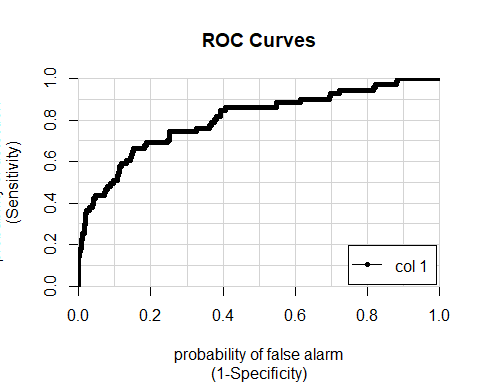 ROC Curves
(Sensitivity)
1.0
0.8
0.6
0.4
0.2
0.0
col 1
0.0 0.2 0.4 0.6 0.8 1.0
probability of false alarm
(1-Specificity)